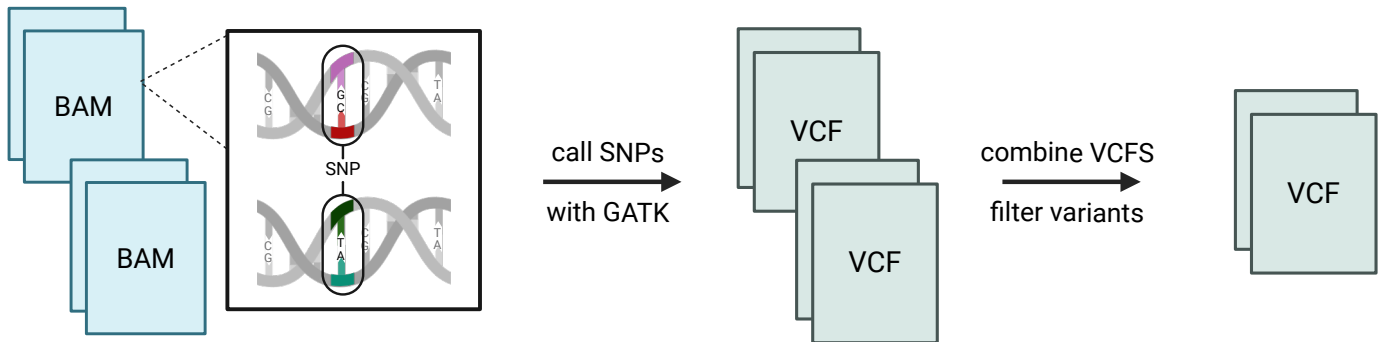 BAM
BAM
C
G
G
C
C
G
T
A
SNP
C
G
T
A
C
G
T
A
call SNPs
with GATK
VCF
VCF
combine VCFS
filter variants
VCF